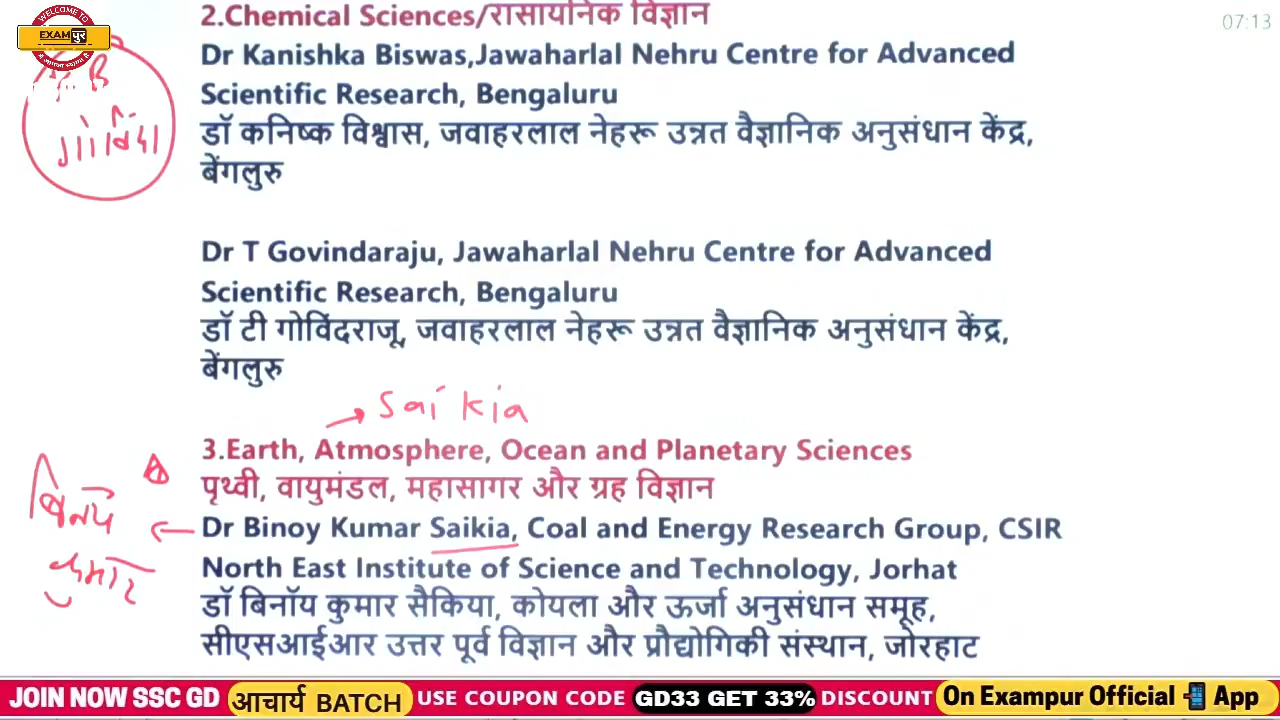 2.Chemical Sciences/रासायनिक विज्ञान
07:13
WELCOME TO
EXAM पुर
Dr Kanishka Biswas,Jawaharlal Nehru Centre for Advanced
Scientific Research, Bengaluru
डॉ कनिष्क विश्वास, जवाहरलाल नेहरू उन्नत वैज्ञानिक अनुसंधान केंद्र,
बेंगलुरु
Dr T Govindaraju, Jawaharlal Nehru Centre for Advanced
Scientific Research, Bengaluru
डॉ टी गोविंदराजू, जवाहरलाल नेहरू उन्नत वैज्ञानिक अनुसंधान केंद्र,
बेंगलुरु
Saikia
3.Earth, Atmosphere, Ocean and Planetary Sciences
पृथ्वी, वायुमंडल, महासागर और ग्रह विज्ञान
बिनय
कुमार
Dr Binoy Kumar Saikia, Coal and Energy Research Group, CSIR
North East Institute of Science and Technology, Jorhat
डॉ बिनॉय कुमार सैकिया, कोयला और ऊर्जा अनुसंधान समूह,
सीएसआईआर उत्तर पूर्व विज्ञान और प्रौद्योगिकी संस्थान, जोरहाट
JOIN NOW SSC GD आचार्य BATCH USE COUPON CODE GD33 GET 33% DISCOUNT On Exampur Official App